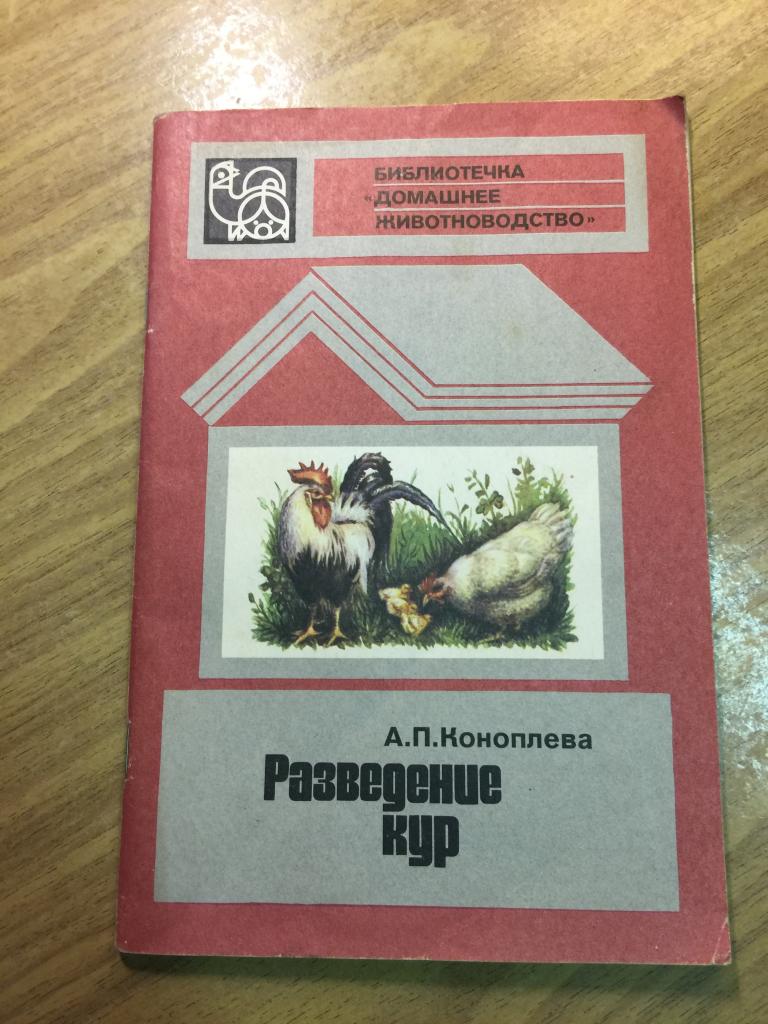 БИБЛИОТЕЧКА
«ДОМАШНЕЕ
ЖИВОТНОВОДСТВО»
А.П.Коноплева
Разведение
кур